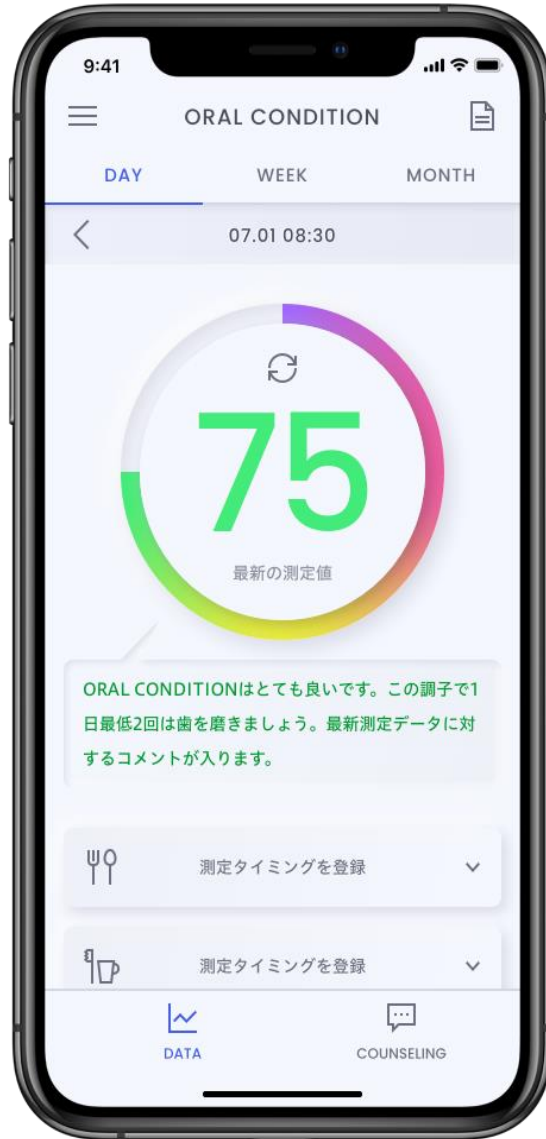 9:41
ORAL CONDITION
DAY WEEK MONTH
07.01 08:30
75
最新の測定値
ORAL CONDITIONはとても良いです。この調子で1
日最低2回は歯を磨きましょう。最新測定データに対
するコメントが入ります。
測定タイミングを登録
測定タイミングを登録
DATA COUNSELING